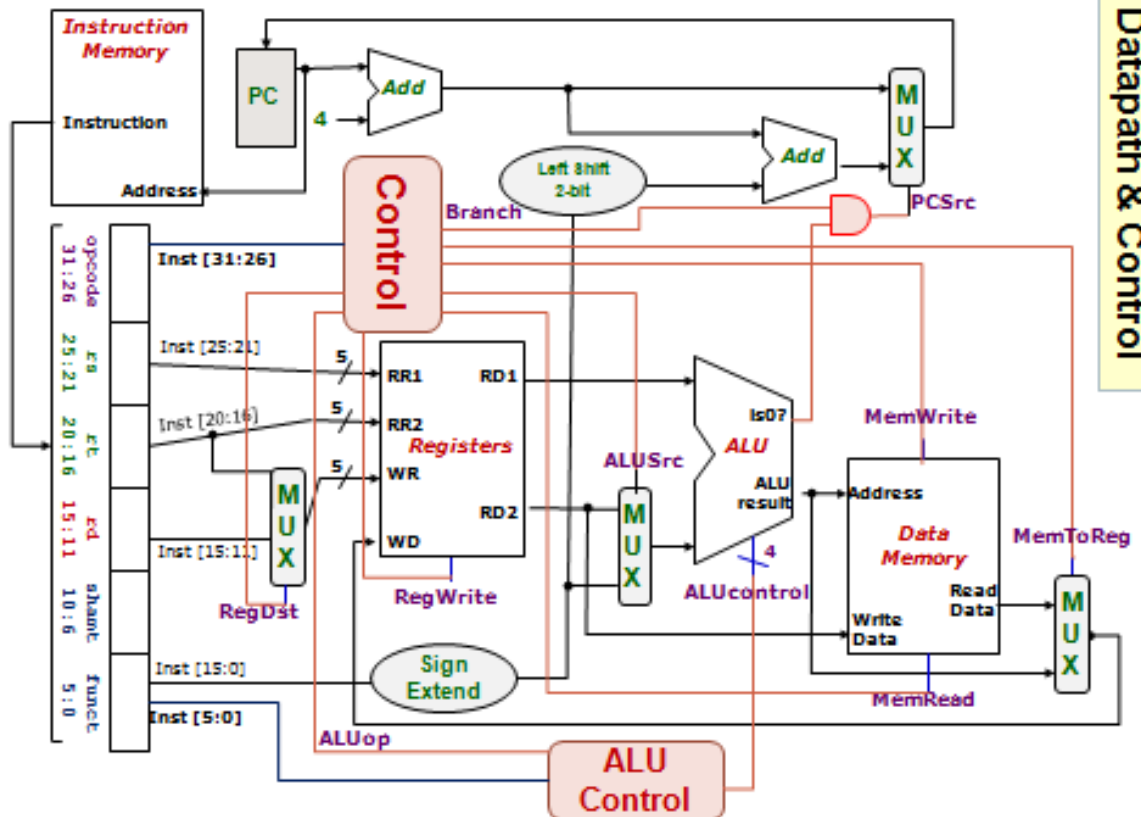 Instruction
Memory
Instruction
Address
PC
4
Add
Left Shift
2-bit
Add
MUX
PCSrc
Datapath & Control
Control
Branch
opcode
31:26
Inst [31:26]
rs
25:21
Inst [25:21]
5
rt
20:16
Inst [20:16]
5
rd
15:11
Inst [15:11]
5
shamt
10:6
funct
5:0
Inst [15:0]
Inst [5:0]
MUX
RegDst
RR1
RR2
WR
WD
Registers
RD1
RD2
RegWrite
Sign
Extend
ALUSrc
MUX
Is0?
ALU
ALU
result
4
ALUcontrol
MemWrite
Address
Data
Memory
Read
Data
Write
Data
MemRead
MemToReg
MUX
ALUop
ALU
Control